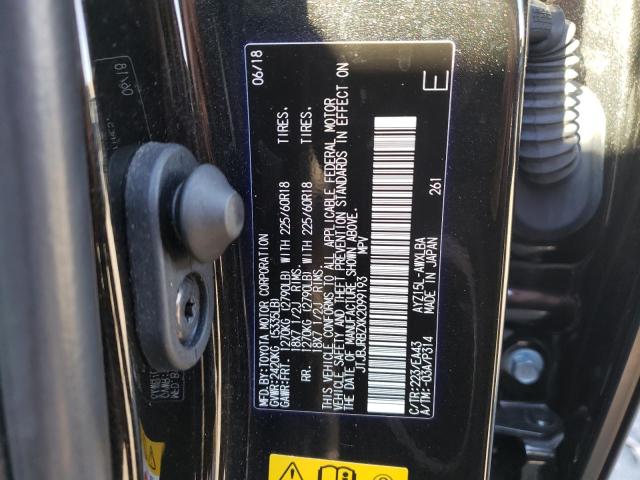 MFD.BY:TOYOTA MOTOR CORPORATION 06/18
GVWR:2420KG (5335LB)
GAWR:FRT. 1270KG (2790LB) WITH 225/60R18 TIRES.
18X7 1/2J RIMS.
RR. 1270KG (2790LB) WITH 225/60R18 TIRES.
18X7 1/2J RIMS.
THIS VEHICLE CONFORMS TO ALL APPLICABLE FEDERAL MOTOR
VEHICLE SAFETY AND THEFT PREVENTION STANDARDS IN EFFECT ON
THE DATE OF MANUFACTURE SHOWN ABOVE.
JTJBJRBZXK2099193 MPV
E
261
C/TR:223/EA43 AYZ15L-AWXLBA
A/TM:-03A/P314 MADE IN JAPAN